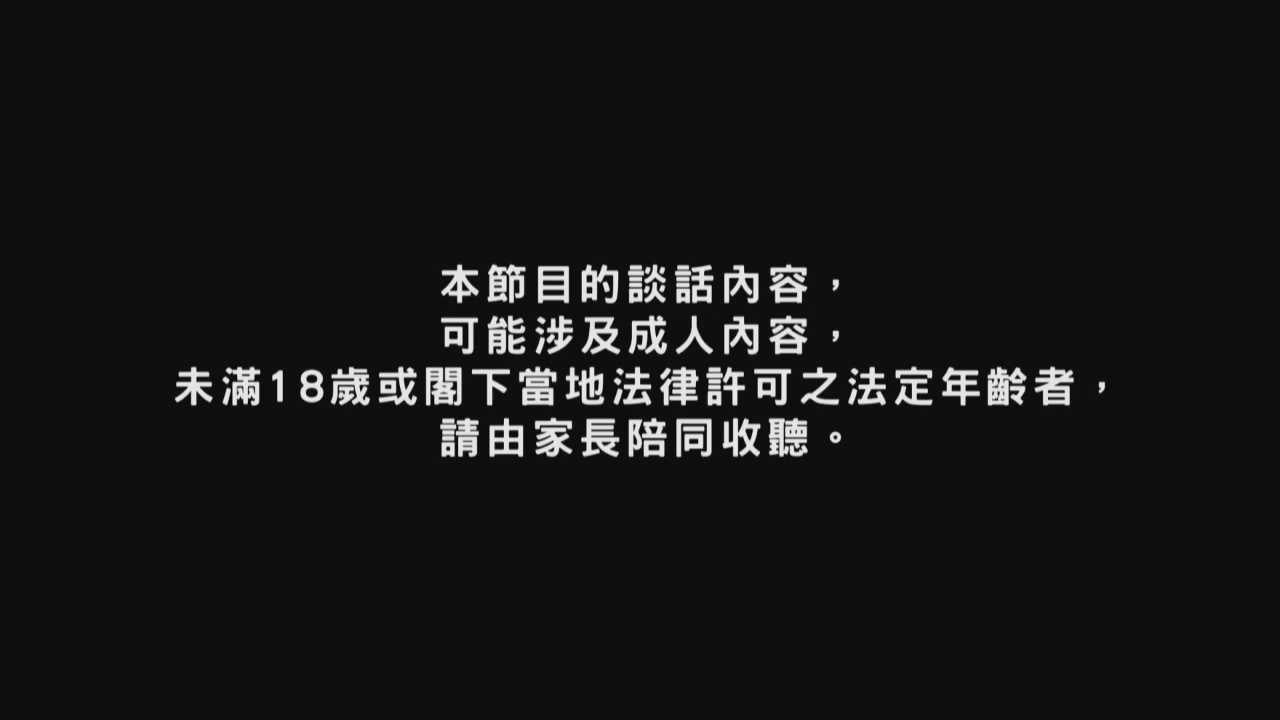 本節目的談話內容，
可能涉及成人內容，
未滿18歲或閣下當地法律許可之法定年齡者，
請由家長陪同收聽。